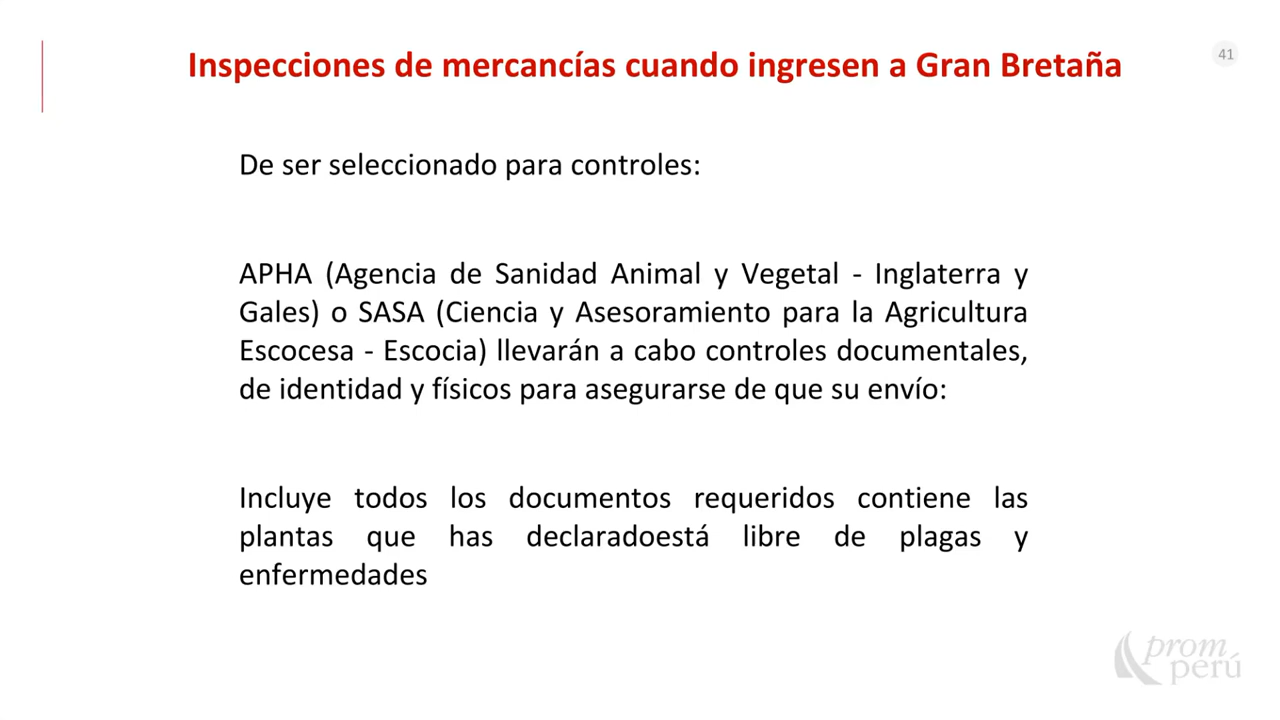 41
Inspecciones de mercancías cuando ingresen a Gran Bretaña
De ser seleccionado para controles:
APHA (Agencia de Sanidad Animal y Vegetal - Inglaterra y
Gales) o SASA (Ciencia y Asesoramiento para la Agricultura
Escocesa - Escocia) llevarán a cabo controles documentales,
de identidad y físicos para asegurarse de que su envío:
Incluye todos los documentos requeridos contiene las
plantas que has declaradoestá libre de plagas y
enfermedades
prom
perú